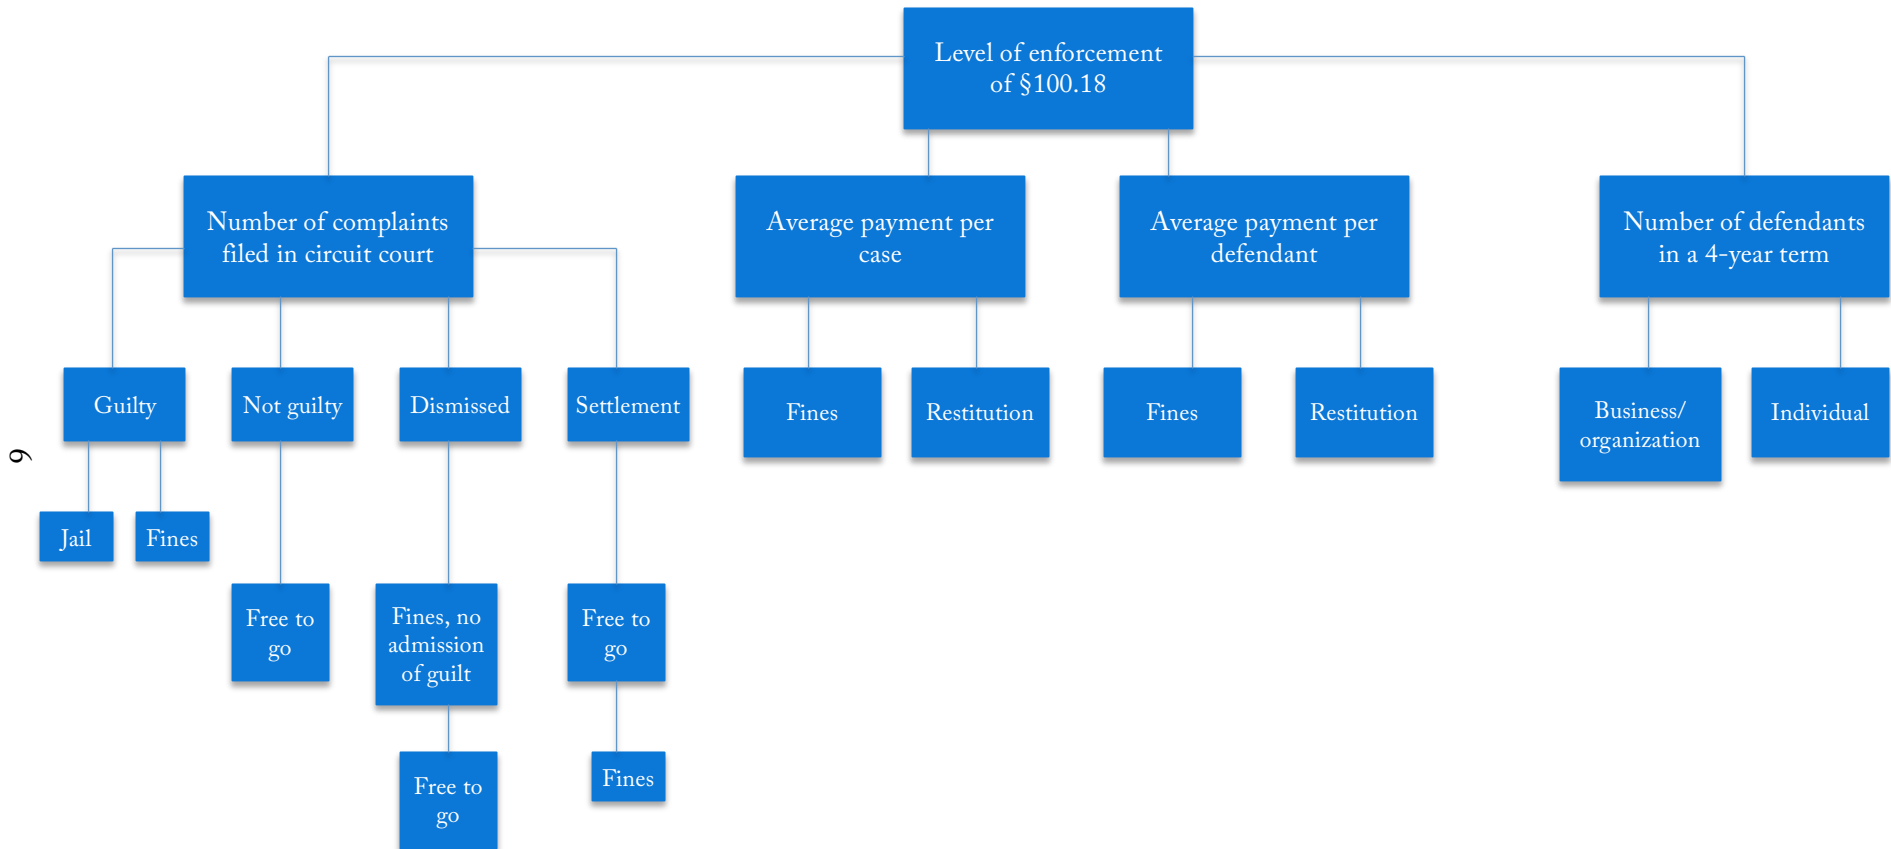 Level of enforcement
of §100.18
Number of complaints
filed in circuit court
Average payment per
case
Average payment per
defendant
Number of defendants
in a 4-year term
Guilty
Not guilty
Dismissed
Settlement
Fines
Restitution
Fines
Restitution
Business/
organization
Individual
Jail
Fines
Free to
go
Fines, no
admission
of guilt
Free to
go
Free to
go
Fines
9